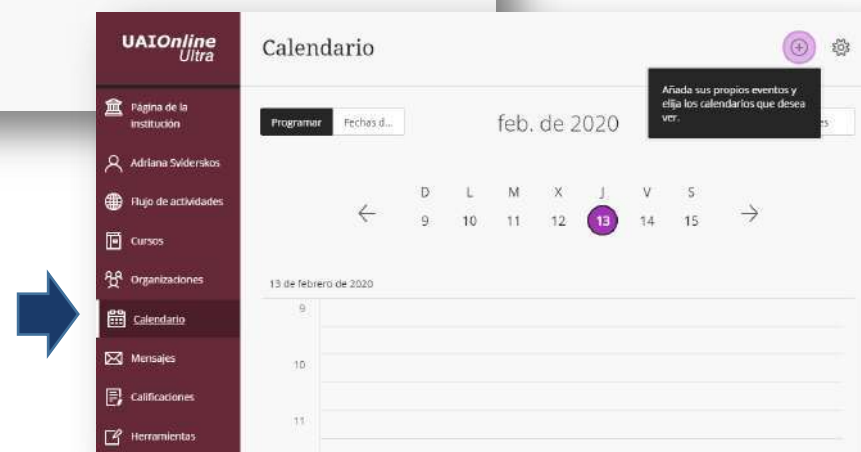 UAIOnline
Ultra
Página de la
institución
Adriana Sviderskos
Flujo de actividades
Cursos
Organizaciones
Calendario
Mensajes
Calificaciones
Herramientas
Calendario
Añada sus propios eventos y
elija los calendarios que desea
ver.
Programar Fechas d...
feb. de 2020
D L M X J V S
9 10 11 12 13 14 15
13 de febrero de 2020
9
10
11